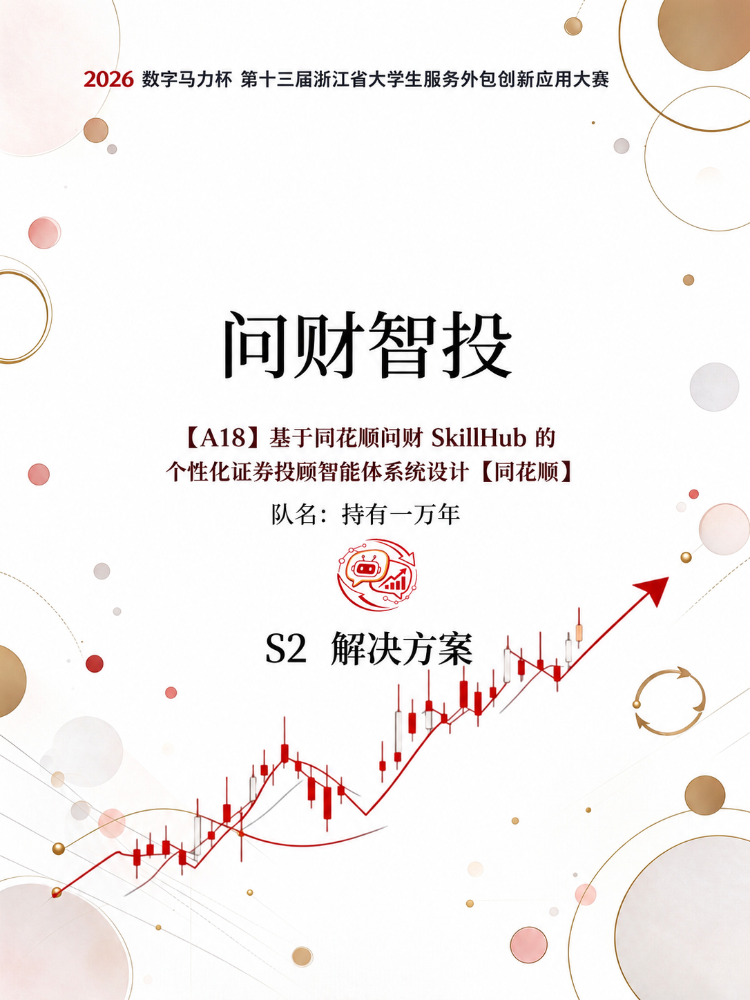 2026 数字马力杯 第十三届浙江省大学生服务外包创新应用大赛
问财智投
【A18】基于同花顺问财 SkillHub 的
个性化证券投顾智能体系统设计【同花顺】
队名：持有一万年
S2 解决方案